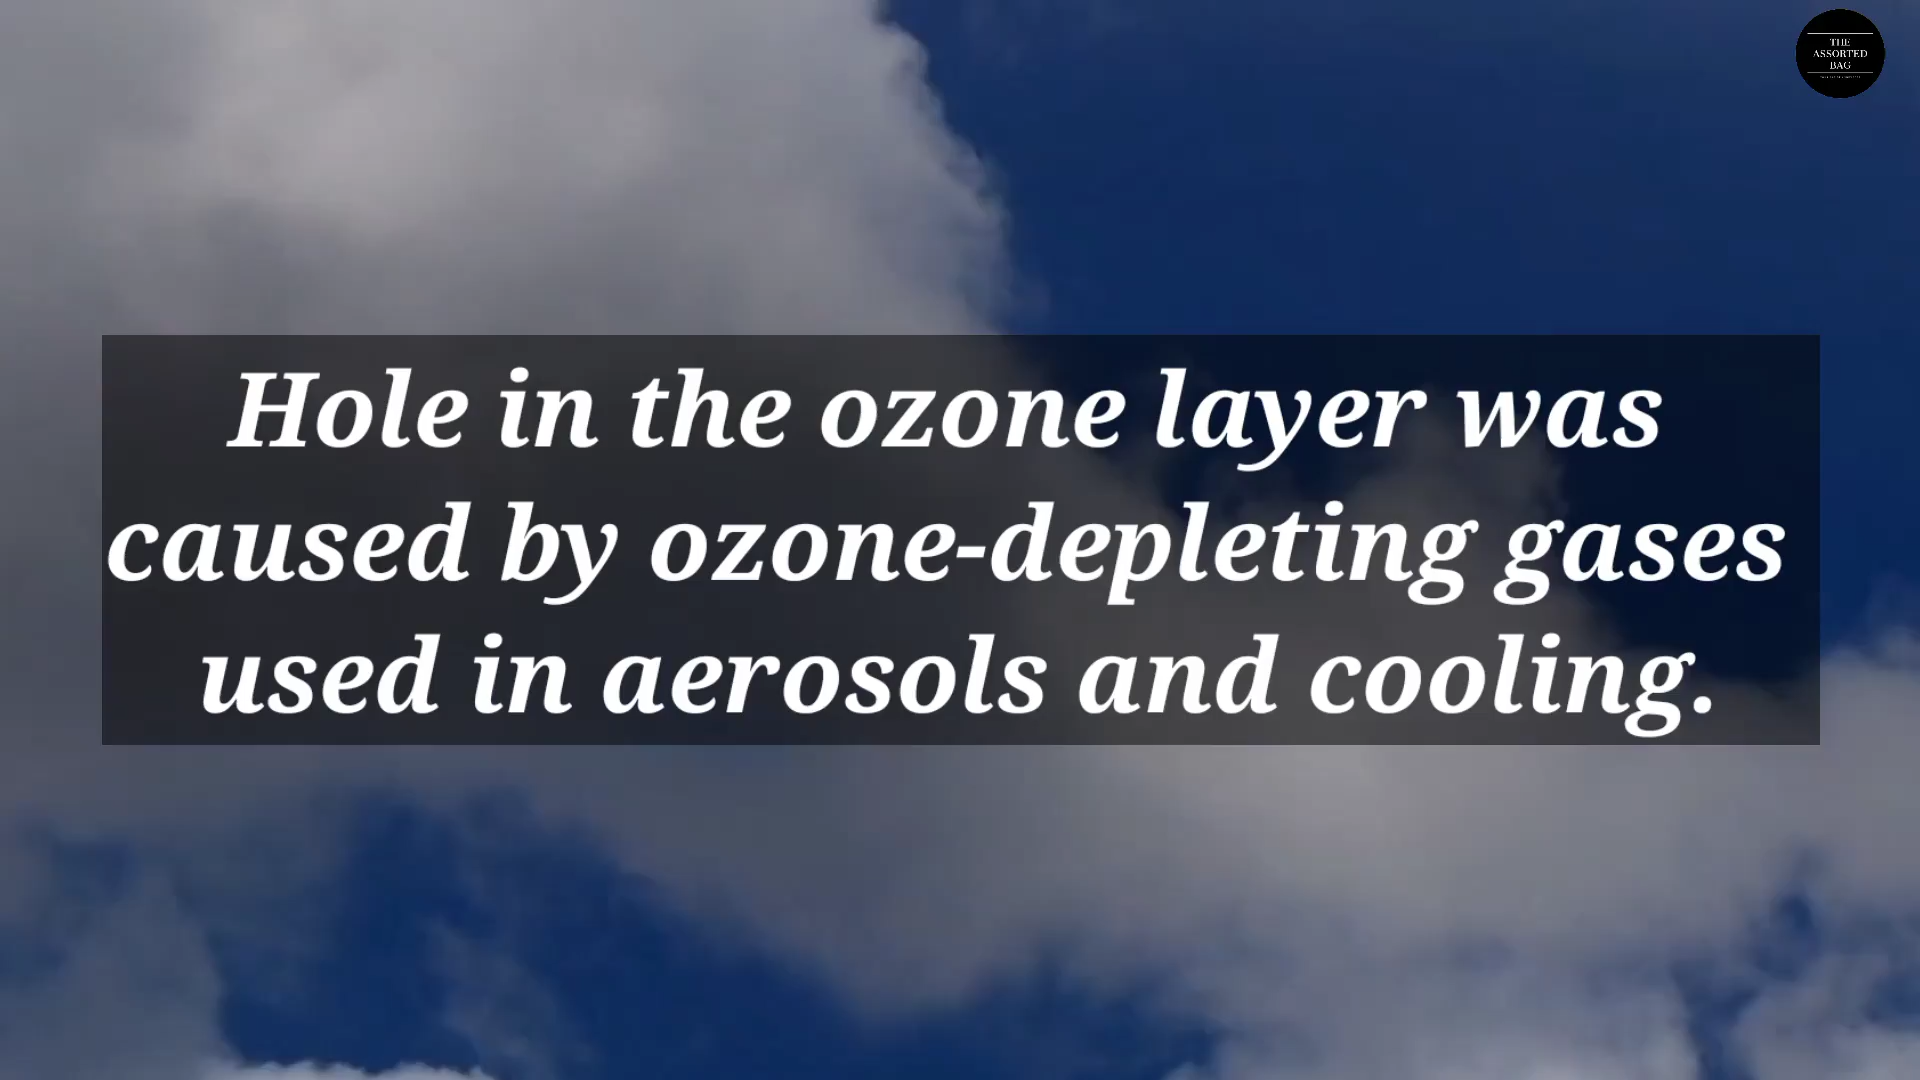 THE
ASSORTED
BAG
Hole in the ozone layer was
caused by ozone-depleting gases
used in aerosols and cooling.